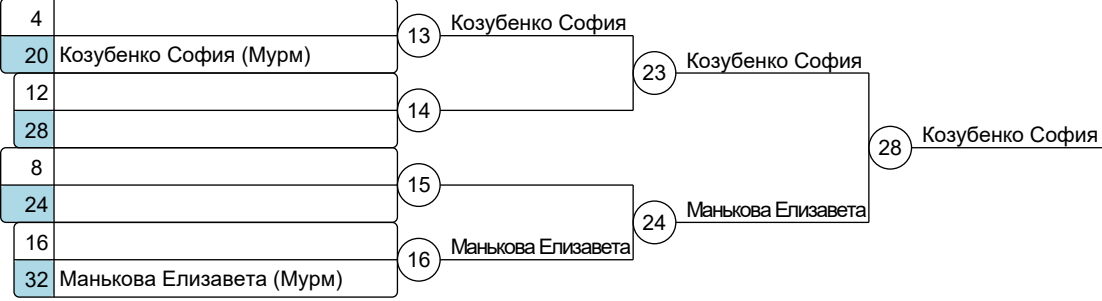 4
20 Козубенко София (Мурм)
12
28
8
24
16
32 Манькова Елизавета (Мурм)
13
Козубенко София
14
15
16
Манькова Елизавета
23
Козубенко София
24
Манькова Елизавета
28
Козубенко София